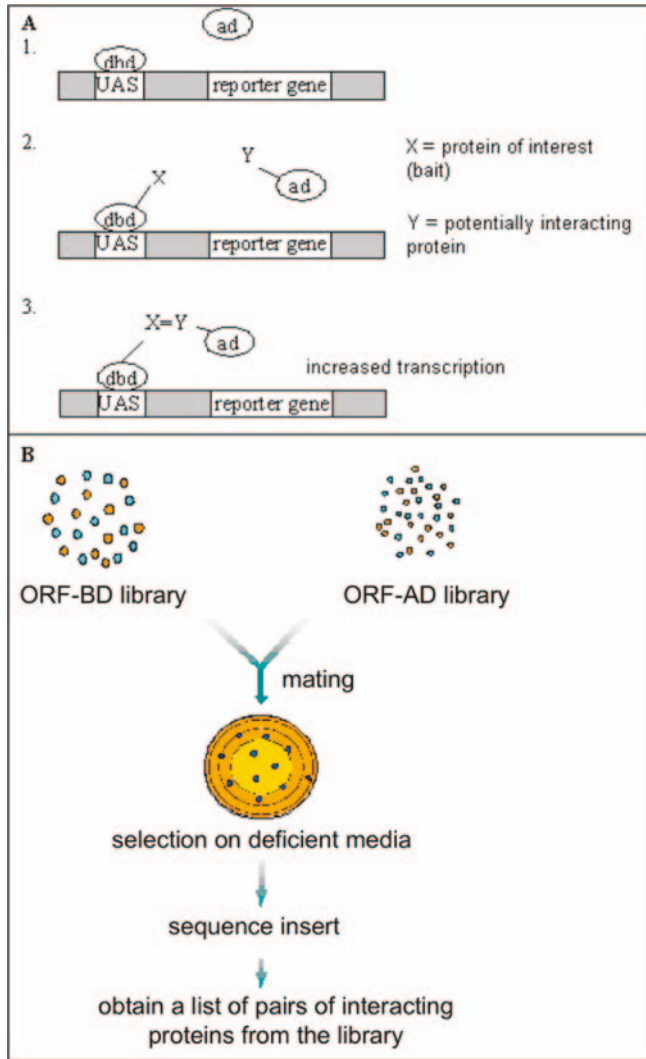 A
1.
ad
dbd
UAS
reporter gene
2.
X
Y
ad
dbd
UAS
reporter gene
X = protein of interest
(bait)
Y = potentially interacting
protein
3.
X=Y
ad
dbd
UAS
reporter gene
increased transcription
B
ORF-BD library
ORF-AD library
mating
selection on deficient media
sequence insert
obtain a list of pairs of interacting
proteins from the library